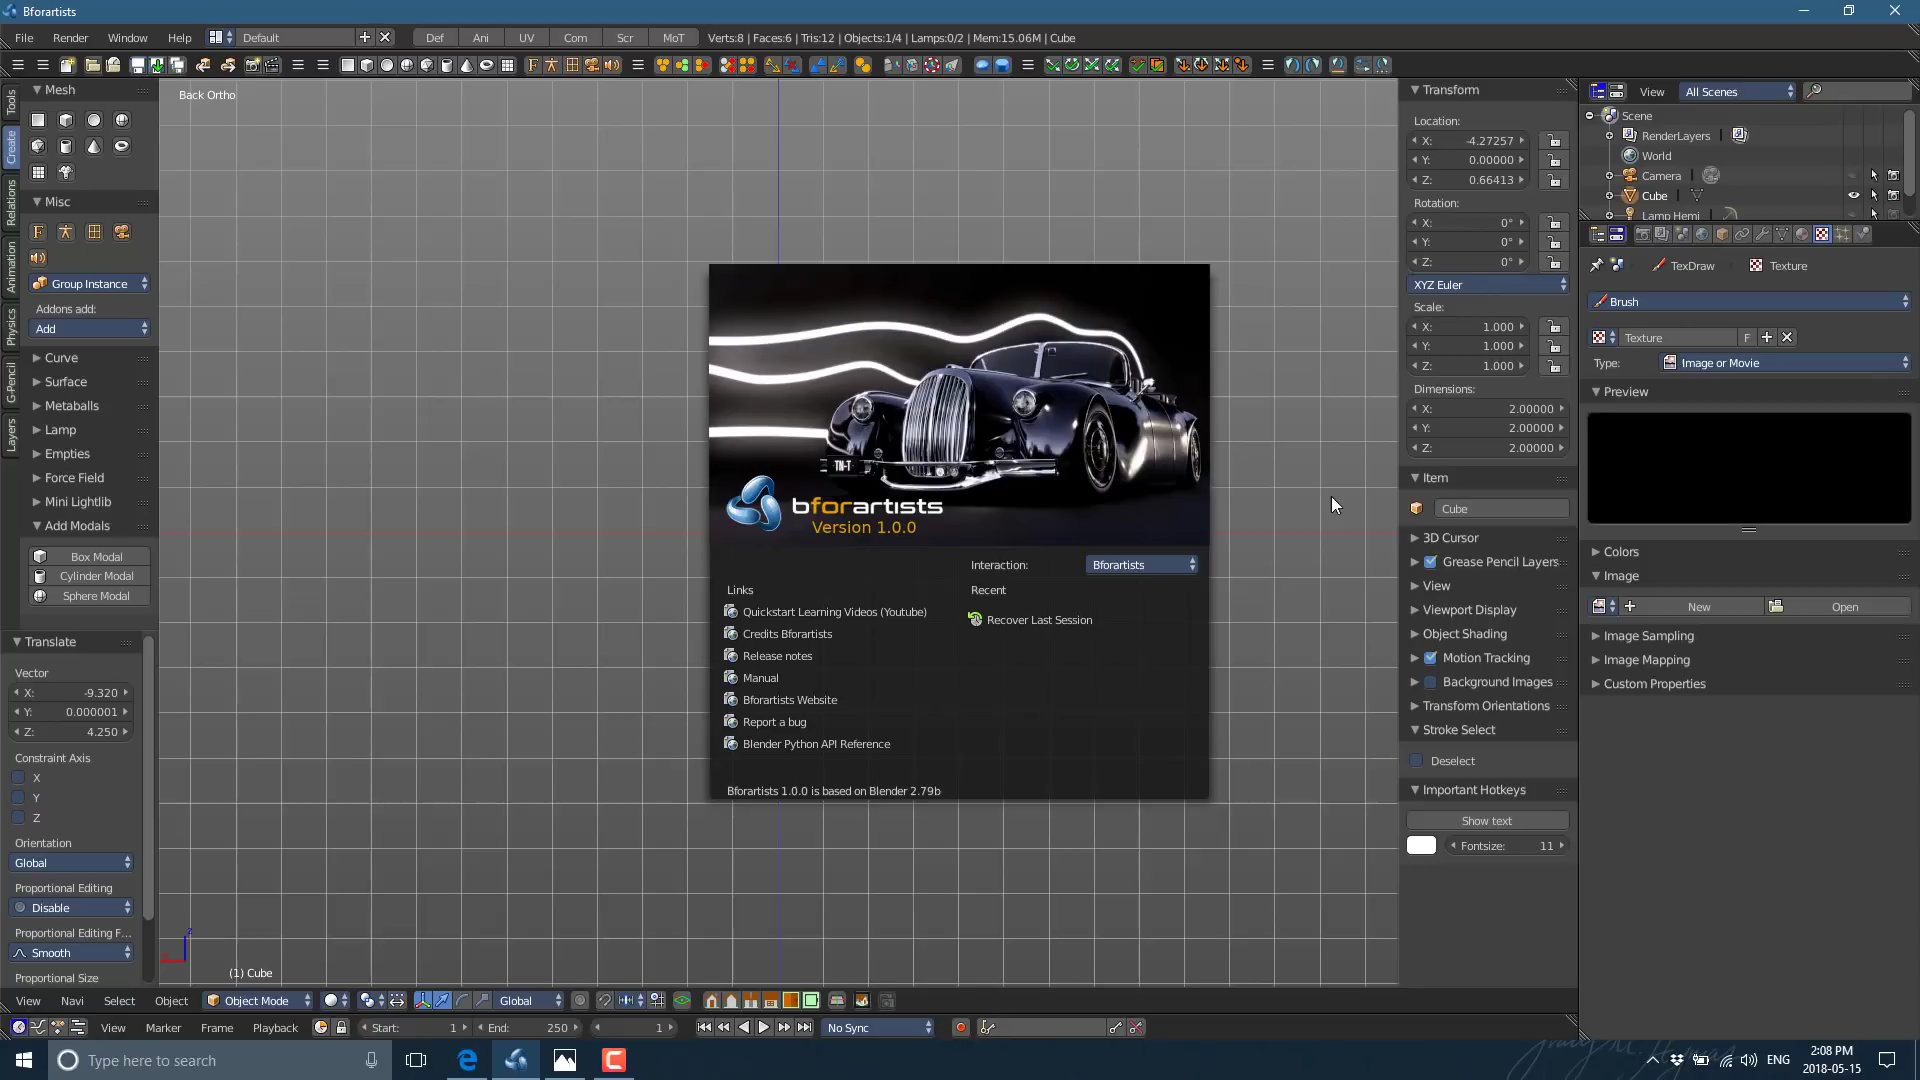 Bforartists
File Render Window Help Default Def Ani UV Com Scr MoT Verts:8 | Faces:6 | Tris:12 | Objects:1/4 | Lamps:0/2 | Mem:15.06M | Cube
Tools
Create
Relations
Animation
Physics
G-Pencil
Layers
Mesh
Misc
F
Group Instance
Addons add:
Add
Curve
Surface
Metaballs
Lamp
Empties
Force Field
Mini Lightlib
Add Modals
Box Modal
Cylinder Modal
Sphere Modal
Translate
Vector
X: -9.320
Y: 0.000001
Z: 4.250
Constraint Axis
X
Y
Z
Orientation
Global
Proportional Editing
Disable
Proportional Editing F...
Smooth
Proportional Size
Back Ortho
TN-T
bforartists
Version 1.0.0
Interaction: Bforartists
Links
Quickstart Learning Videos (Youtube)
Credits Bforartists
Release notes
Manual
Bforartists Website
Report a bug
Blender Python API Reference
Recent
Recover Last Session
Bforartists 1.0.0 is based on Blender 2.79b
z
(1) Cube
Transform
Location:
X: -4.27257
Y: 0.00000
Z: 0.66413
Rotation:
X: 0°
Y: 0°
Z: 0°
XYZ Euler
Scale:
X: 1.000
Y: 1.000
Z: 1.000
Dimensions:
X: 2.00000
Y: 2.00000
Z: 2.00000
Item
Cube
3D Cursor
Grease Pencil Layers
View
Viewport Display
Object Shading
Motion Tracking
Background Images
Transform Orientations
Stroke Select
Deselect
Important Hotkeys
Show text
Fontsize: 11
View All Scenes
Scene
RenderLayers
World
Camera
Cube
Lamp Hemi
TexDraw Texture
Brush
Texture F
Type: Image or Movie
Preview
Colors
Image
New Open
Image Sampling
Image Mapping
Custom Properties
View Navi Select Object Object Mode Global
View Marker Frame Playback Start: 1 End: 250 1 No Sync
Type here to search
ENG
2:08 PM
2018-05-15